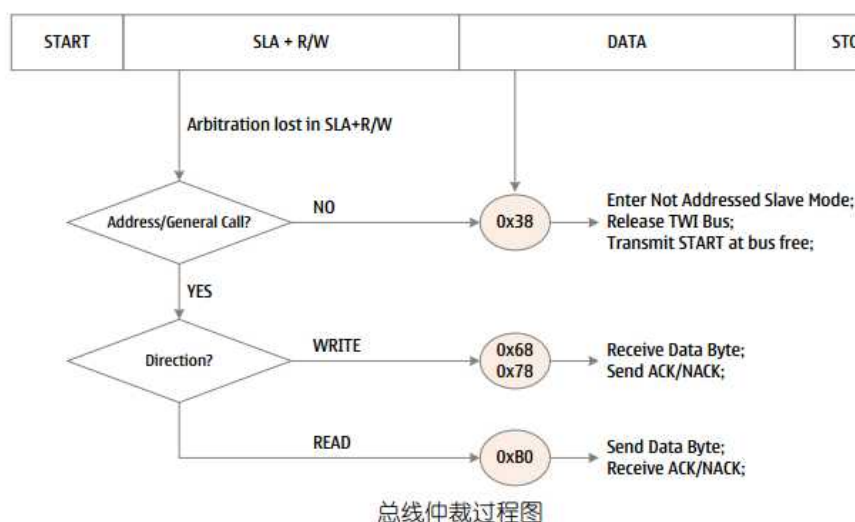 START
SLA + R/W
DATA
Arbitration lost in SLA+R/W
Address/General Call?
NO
0x38
Enter Not Addressed Slave Mode;
Release TWI Bus;
Transmit START at bus free;
YES
Direction?
WRITE
0x68
0x78
Receive Data Byte;
Send ACK/NACK;
READ
0xB0
Send Data Byte;
Receive ACK/NACK;
总线仲裁过程图